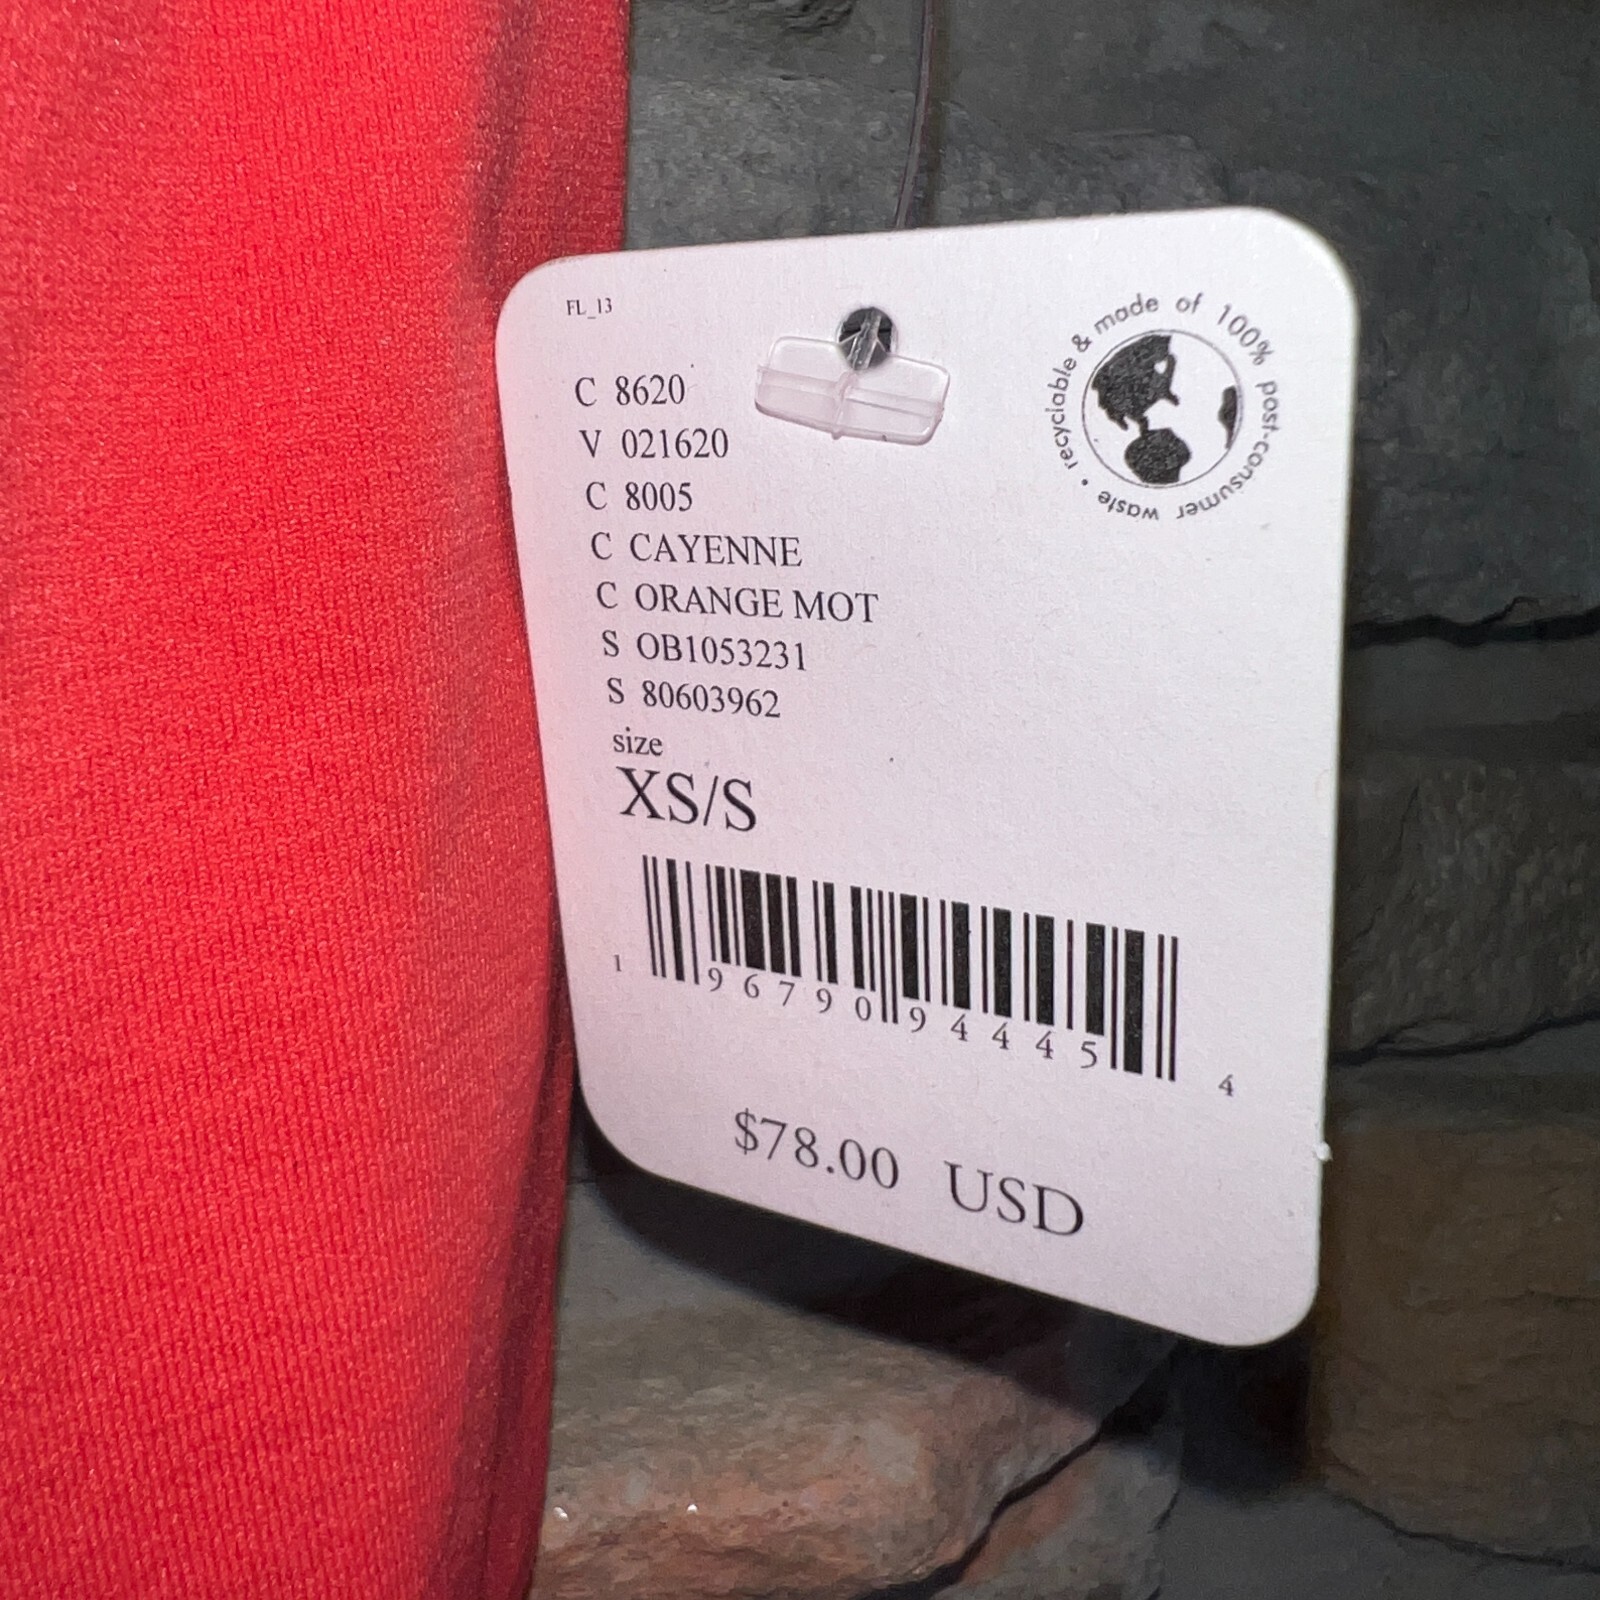 FL_13
recyclable & made of 100% post-consumer waste •
C 8620
V 021620
C 8005
C CAYENNE
C ORANGE MOT
S OB1053231
S 80603962
size
XS/S
1 96790 94445 4
$78.00 USD